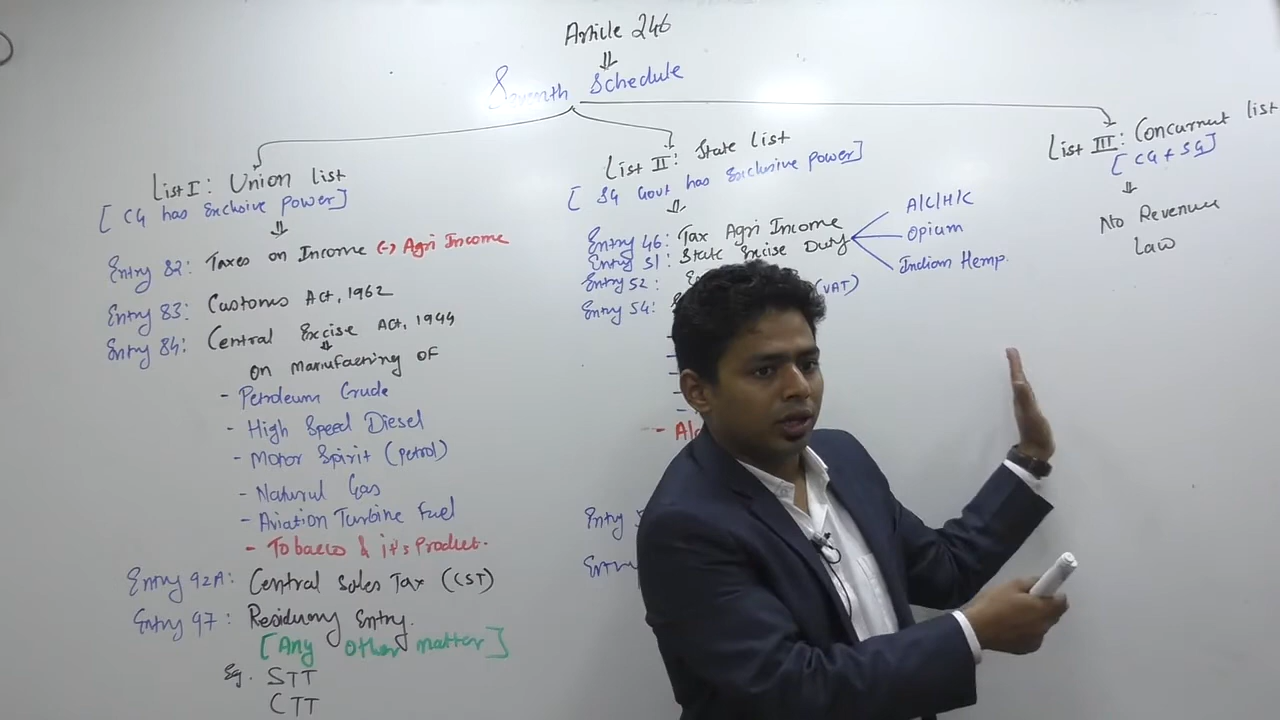 Article 246
⇓
Seventh Schedule
List I: Union list
[CG has Exclusive power]
⇓
Entry 82: Taxes on Income (-) Agri Income
Entry 83: Customs Act, 1962
Entry 84: Central Excise Act, 1944
⇓
on manufacturing of
- Petroleum Crude
- High Speed Diesel
- Motor Spirit (Petrol)
- Natural Gas
- Aviation Turbine Fuel
- Tobacco & it's Product.
Entry 92A: Central Sales Tax (CST)
Entry 97: Residuary Entry.
[Any other matter]
Eg. STT
CTT
List II: State list
[SG Govt has Exclusive power]
⇓
Entry 46: Tax Agri Income
Entry 51: State Excise Duty
A/C/H/C
Opium
Indian Hemp.
Entry 52:
Entry 54: (VAT)
Entry
Entry
List III: Concurrent list
[CG + SG]
⇓
No Revenue
Law